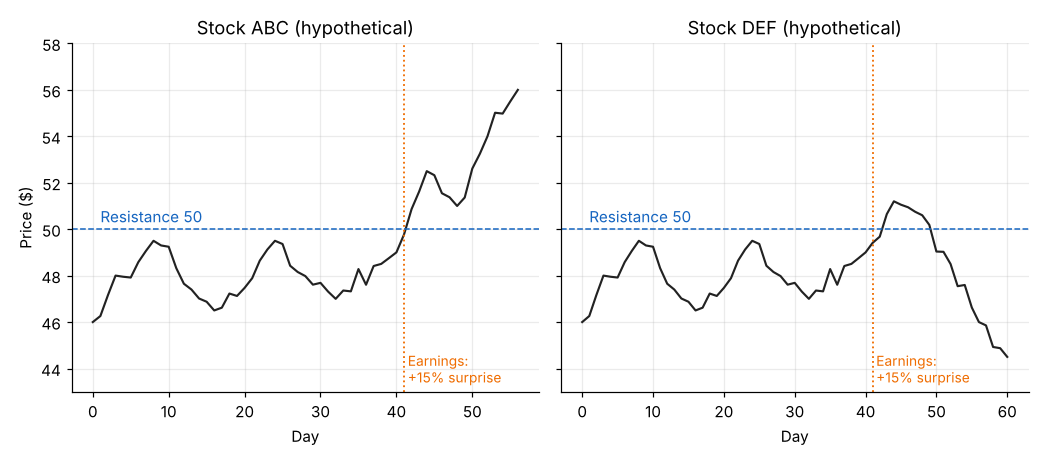 Stock ABC (hypothetical)
58
56
54
52
50
48
46
44
Price ($)
Resistance 50
Earnings:
+15% surprise
0 10 20 30 40 50
Day
Stock DEF (hypothetical)
Resistance 50
Earnings:
+15% surprise
0 10 20 30 40 50 60
Day